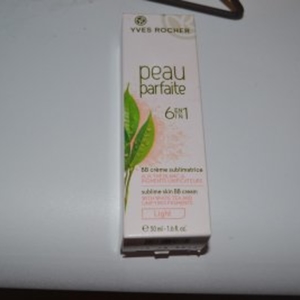 YVES ROCHER
peau
parfaite
6 EN 1
BB crème sublimatrice
sublime skin BB cream
Light
50 ml - 1.6 fl. oz.